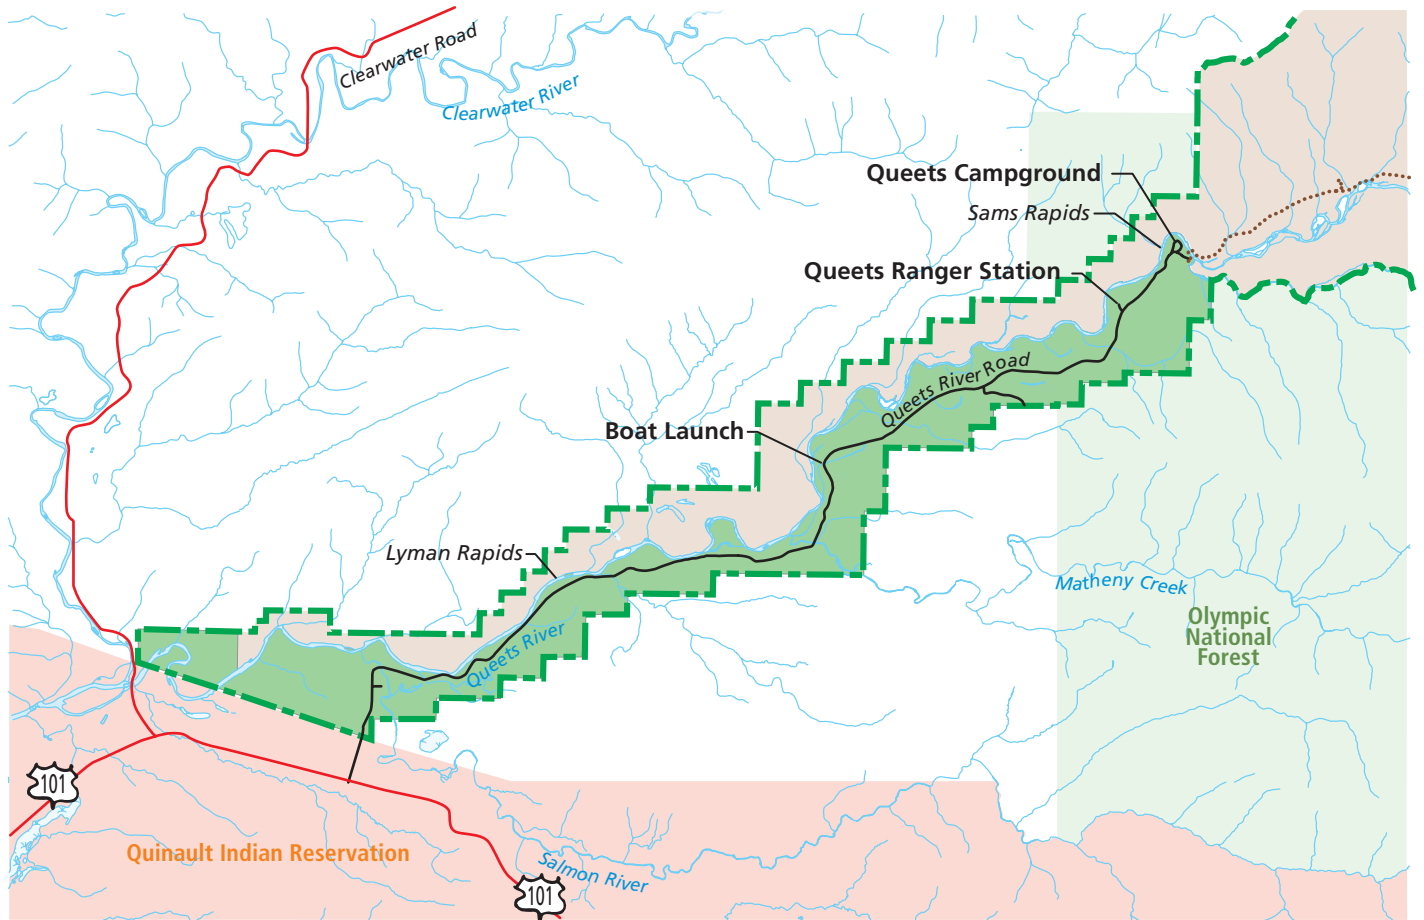 Clearwater Road
Clearwater River
Queets Campground
Sams Rapids
Queets Ranger Station
Queets River Road
Boat Launch
Lyman Rapids
Matheny Creek
Olympic
National
Forest
Queets River
101
Quinault Indian Reservation
Salmon River
101